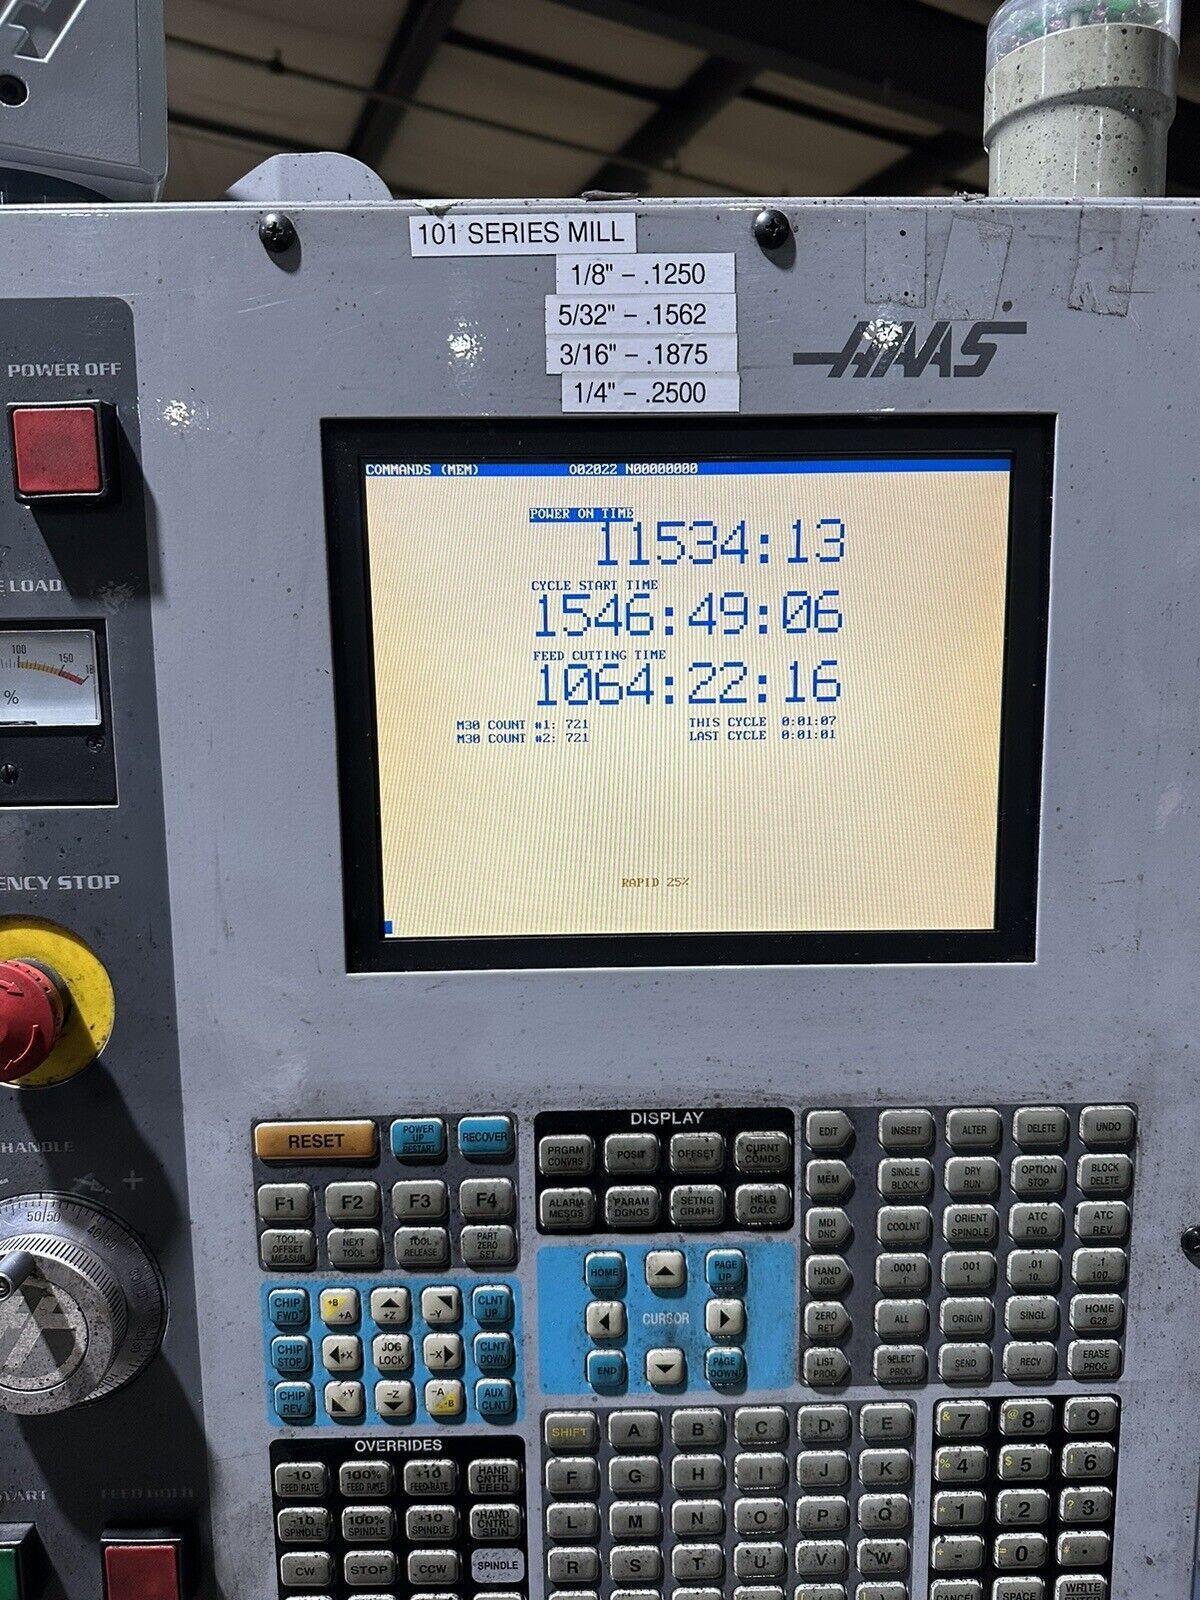 101 SERIES MILL
1/8" – .1250
5/32" – .1562
3/16" – .1875
1/4" – .2500
HAAS
POWER OFF
LOAD
100 150
%
ENCY STOP
HANDLE
COMMANDS (MEM) O02022 N00000000
POWER ON TIME
11534:13
CYCLE START TIME
1546:49:06
FEED CUTTING TIME
1064:22:16
M30 COUNT #1: 721 THIS CYCLE 0:01:07
M30 COUNT #2: 721 LAST CYCLE 0:01:01
RAPID 25%
RESET POWER UP RESTART RECOVER
F1 F2 F3 F4
TOOL OFFSET MEASUR NEXT TOOL TOOL RELEASE PART ZERO SET
CHIP FWD +B +A +Z -Y CLNT UP
CHIP STOP +X JOG LOCK -X CLNT DOWN
CHIP REV +Y -Z -A -B AUX CLNT
OVERRIDES
-10 FEED RATE 100% FEED RATE +10 FEED RATE HAND CNTRL FEED
-10 SPINDLE 100% SPINDLE +10 SPINDLE HAND CNTRL SPIN
CW STOP CCW SPINDLE
DISPLAY
PRGRM CONVRS POSIT OFFSET CURNT COMDS
ALARM MESGS PARAM DGNOS SETNG GRAPH HELP CALC
HOME PAGE UP
CURSOR
END PAGE DOWN
EDIT INSERT ALTER DELETE UNDO
MEM SINGLE BLOCK DRY RUN OPTION STOP BLOCK DELETE
MDI DNC COOLNT ORIENT SPINDLE ATC FWD ATC REV
HAND JOG .0001 .1 .001 1. .01 10. .1 100.
ZERO RET ALL ORIGIN SINGL HOME G28
LIST PROG SELECT PROG SEND RECV ERASE PROG
SHIFT A B C D E
F G H I J K
L M N O P Q
R S T U V W
& 7 @ 8 9
% 4 $ 5 ! 6
* 1 , 2 ? 3
- 0 .
CANCEL SPACE WRITE ENTER
START FEED HOLD